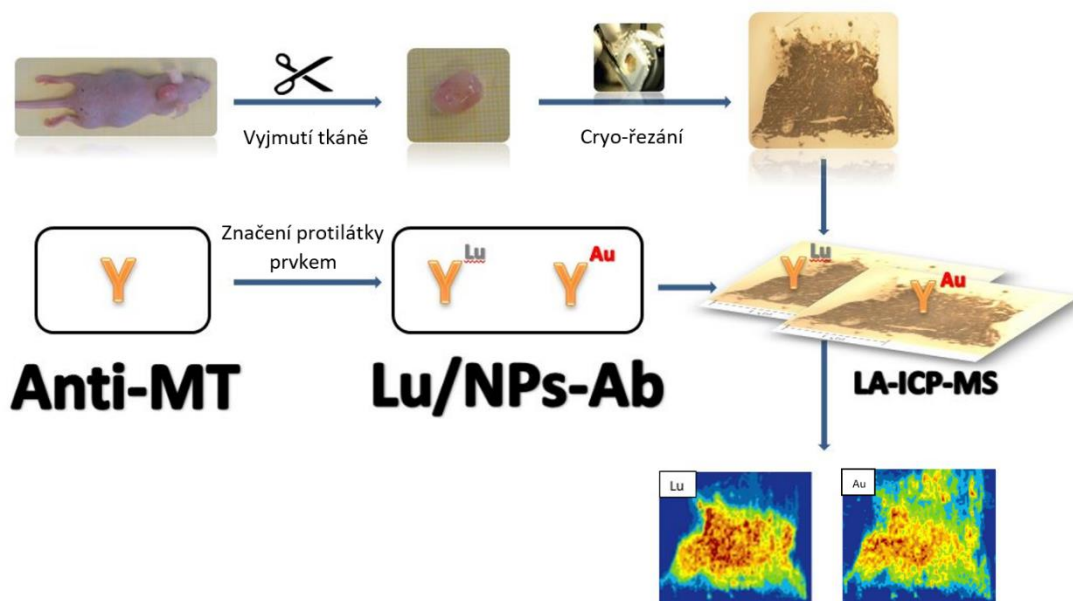 Vyjmutí tkáně
Cryo-řezání
Značení protilátky
prvkem
Y
Y
Lu
Y
Au
Y
Lu
Y
Au
Anti-MT
Lu/NPs-Ab
LA-ICP-MS
Lu
Au